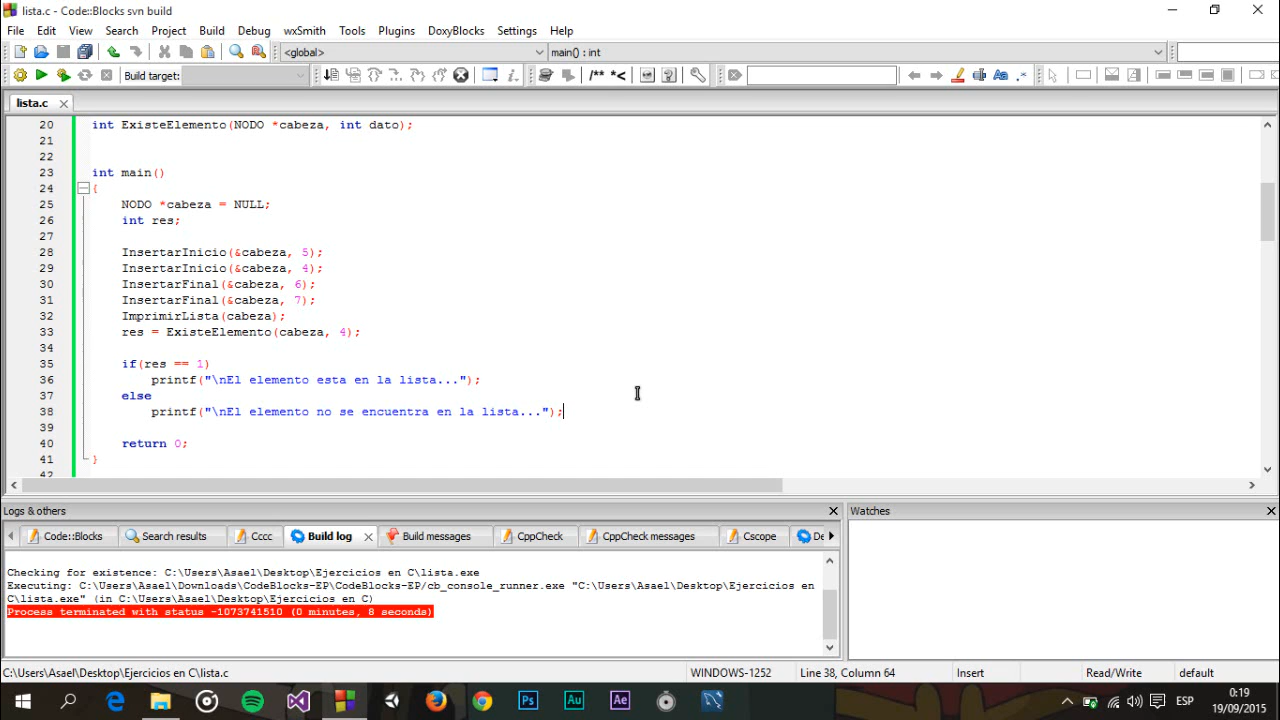 lista.c - Code::Blocks svn build
File Edit View Search Project Build Debug wxSmith Tools Plugins DoxyBlocks Settings Help
<global> main() : int
Build target: /** *<
lista.c
20 int ExisteElemento(NODO *cabeza, int dato);
21
22
23 int main()
24 {
25 NODO *cabeza = NULL;
26 int res;
27
28 InsertarInicio(&cabeza, 5);
29 InsertarInicio(&cabeza, 4);
30 InsertarFinal(&cabeza, 6);
31 InsertarFinal(&cabeza, 7);
32 ImprimirLista(cabeza);
33 res = ExisteElemento(cabeza, 4);
34
35 if(res == 1)
36 printf("\nEl elemento esta en la lista...");
37 else
38 printf("\nEl elemento no se encuentra en la lista...");
39
40 return 0;
41 }
42
Logs & others Watches
Code::Blocks Search results Cccc Build log Build messages CppCheck CppCheck messages Cscope De
Checking for existence: C:\Users\Asael\Desktop\Ejercicios en C\lista.exe
Executing: C:\Users\Asael\Downloads\CodeBlocks-EP\CodeBlocks-EP/cb_console_runner.exe "C:\Users\Asael\Desktop\Ejercicios en
C\lista.exe" (in C:\Users\Asael\Desktop\Ejercicios en C)
Process terminated with status -1073741510 (0 minutes, 8 seconds)
C:\Users\Asael\Desktop\Ejercicios en C\lista.c WINDOWS-1252 Line 38, Column 64 Insert Read/Write default
Ps Au Ae ESP 0:19
19/09/2015